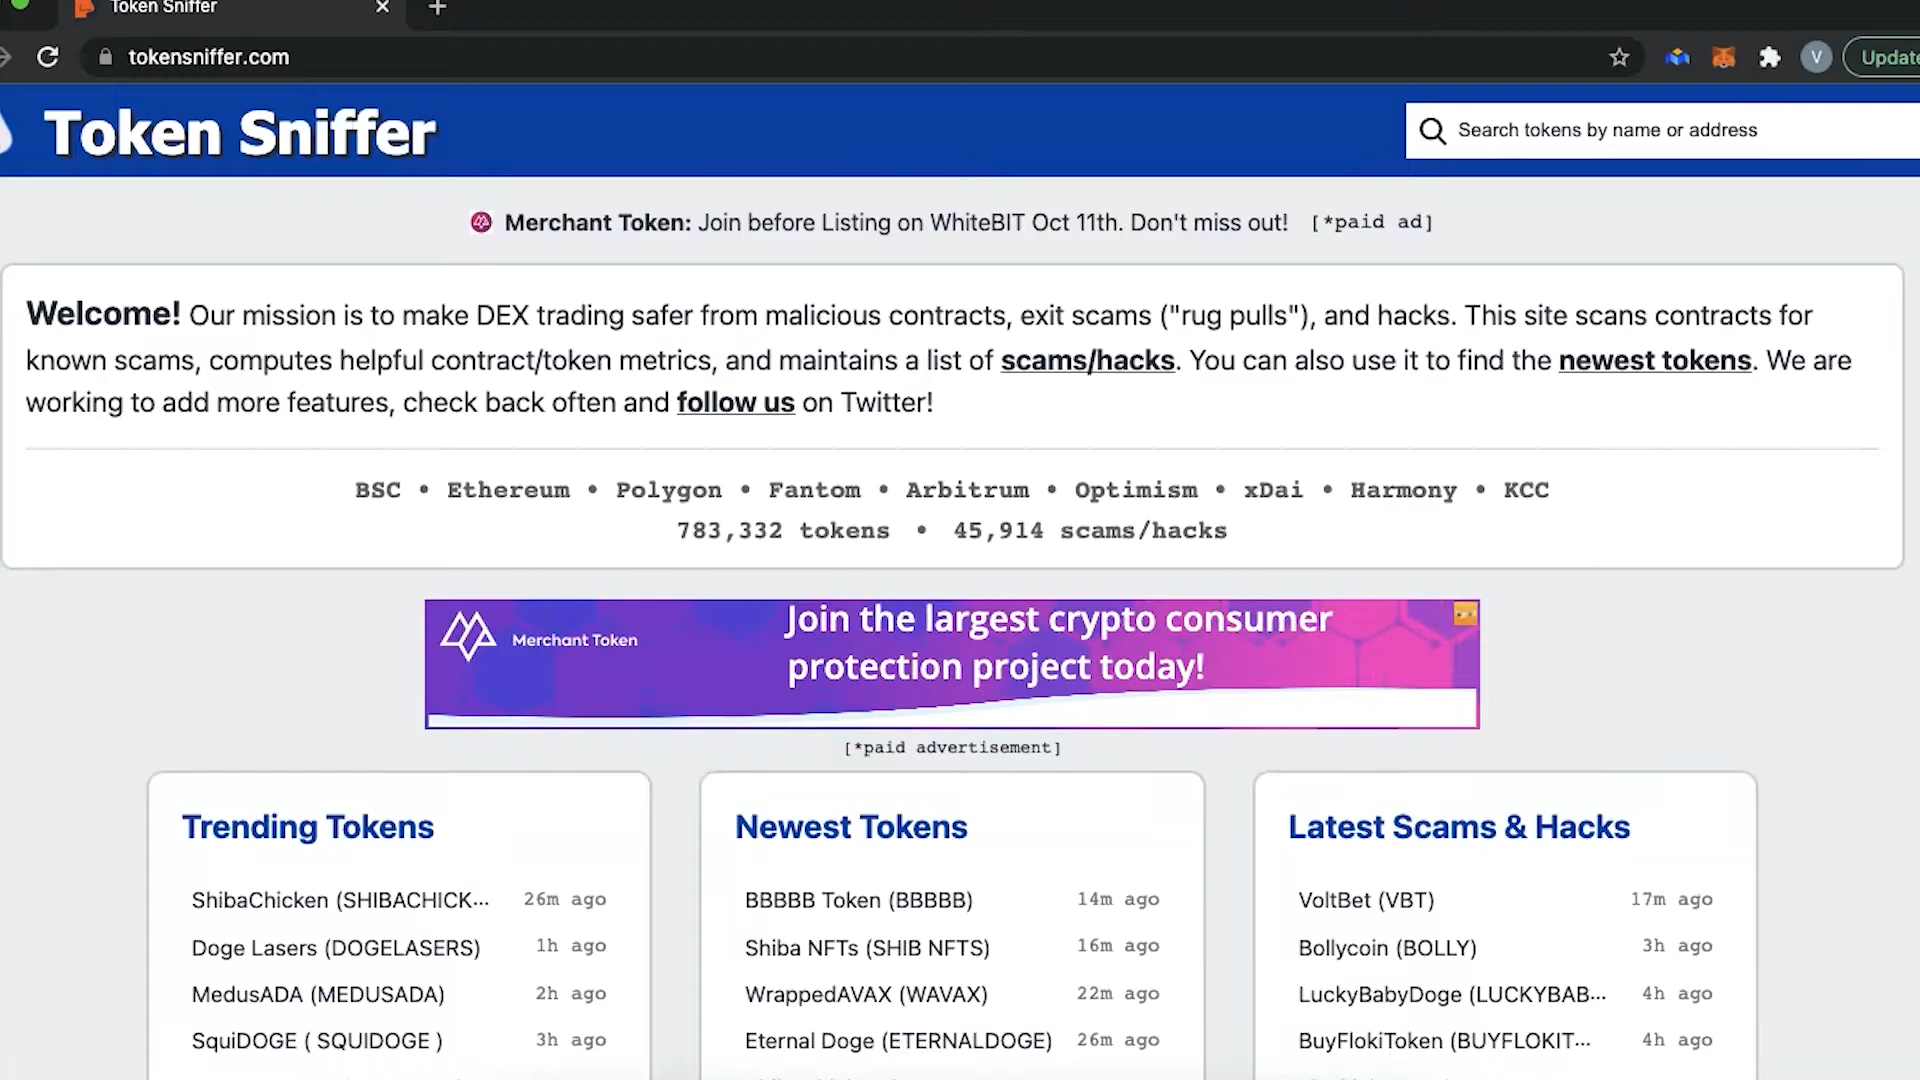 Token Sniffer
tokensniffer.com
V
Update
Token Sniffer
Search tokens by name or address
Merchant Token: Join before Listing on WhiteBIT Oct 11th. Don't miss out! [*paid ad]
Welcome! Our mission is to make DEX trading safer from malicious contracts, exit scams ("rug pulls"), and hacks. This site scans contracts for
known scams, computes helpful contract/token metrics, and maintains a list of scams/hacks. You can also use it to find the newest tokens. We are
working to add more features, check back often and follow us on Twitter!
BSC • Ethereum • Polygon • Fantom • Arbitrum • Optimism • xDai • Harmony • KCC
783,332 tokens • 45,914 scams/hacks
Merchant Token
Join the largest crypto consumer
protection project today!
[*paid advertisement]
Trending Tokens
ShibaChicken (SHIBACHICK... 26m ago
Doge Lasers (DOGELASERS) 1h ago
MedusADA (MEDUSADA) 2h ago
SquiDOGE ( SQUIDOGE ) 3h ago
Newest Tokens
BBBBB Token (BBBBB) 14m ago
Shiba NFTs (SHIB NFTS) 16m ago
WrappedAVAX (WAVAX) 22m ago
Eternal Doge (ETERNALDOGE) 26m ago
Latest Scams & Hacks
VoltBet (VBT) 17m ago
Bollycoin (BOLLY) 3h ago
LuckyBabyDoge (LUCKYBAB... 4h ago
BuyFlokiToken (BUYFLOKIT... 4h ago